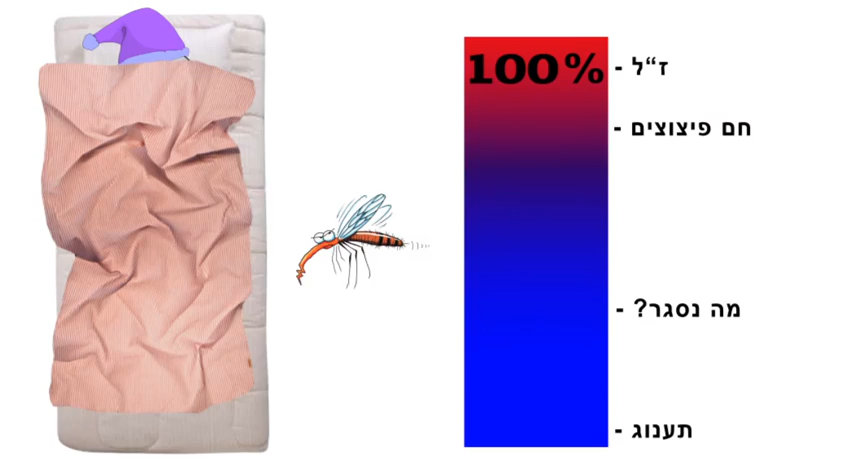 100%
ז"ל -
חם פיצוצים -
מה נסגר? -
תענוג -